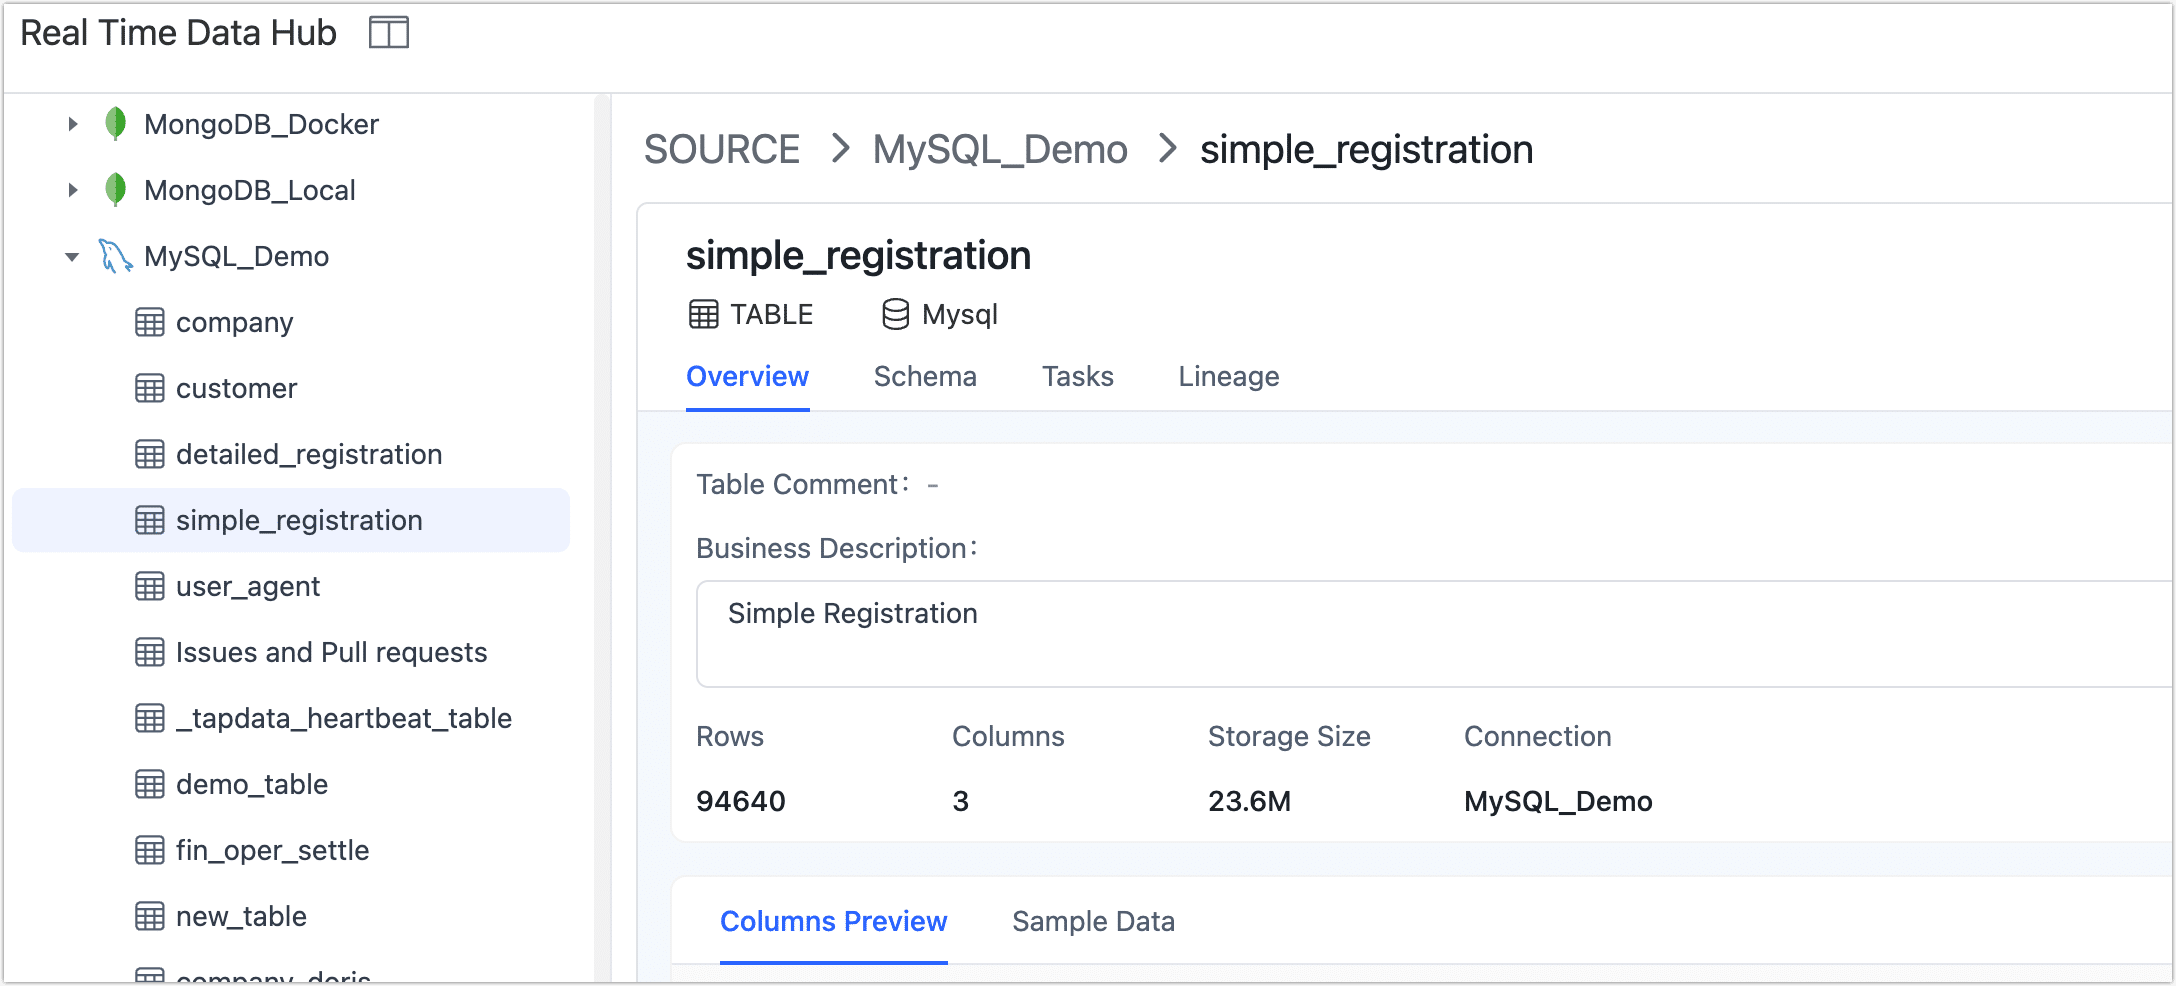 Real Time Data Hub
MongoDB_Docker
MongoDB_Local
MySQL_Demo
company
customer
detailed_registration
simple_registration
user_agent
Issues and Pull requests
_tapdata_heartbeat_table
demo_table
fin_oper_settle
new_table
company_doris
SOURCE > MySQL_Demo > simple_registration
simple_registration
TABLE Mysql
Overview Schema Tasks Lineage
Table Comment: -
Business Description:
Simple Registration
Rows Columns Storage Size Connection
94640 3 23.6M MySQL_Demo
Columns Preview Sample Data